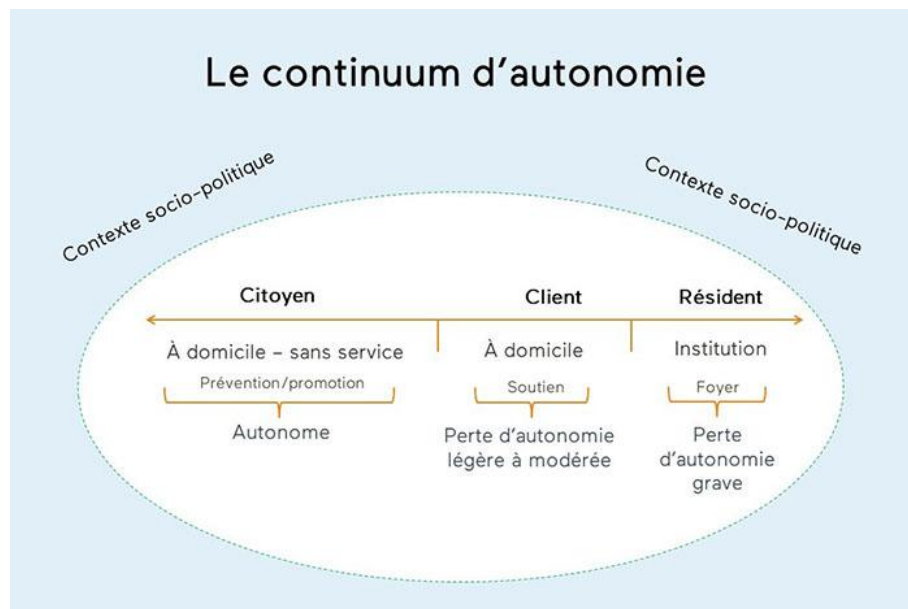 Le continuum d'autonomie
Contexte socio-politique
Contexte socio-politique
Citoyen
Client
Résident
À domicile – sans service
À domicile
Institution
Prévention/promotion
Soutien
Foyer
Autonome
Perte d'autonomie
légère à modérée
Perte
d'autonomie
grave